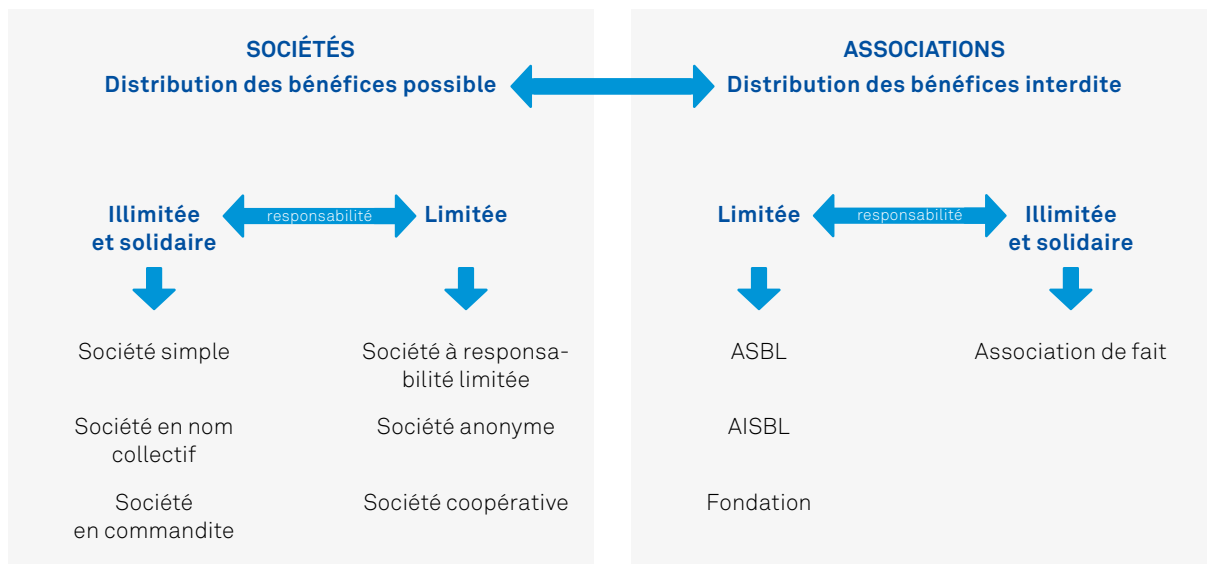 SOCIÉTÉS
Distribution des bénéfices possible
Illimitée
et solidaire
responsabilité
Limitée
Société simple
Société à responsa-
bilité limitée
Société en nom
collectif
Société anonyme
Société
en commandite
Société coopérative
ASSOCIATIONS
Distribution des bénéfices interdite
Limitée
responsabilité
Illimitée
et solidaire
ASBL
Association de fait
AISBL
Fondation